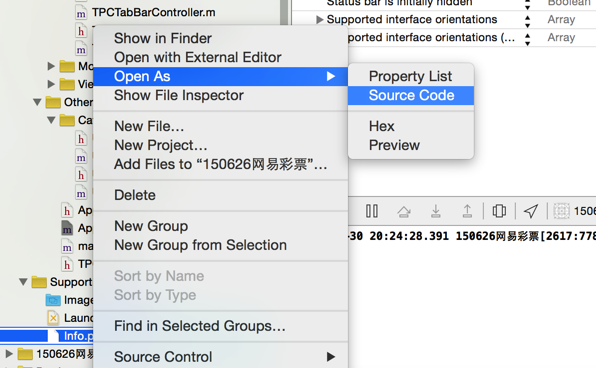 TPCTabBarController.m
Status bar is initially hidden
Boolean
Supported interface orientations
Array
pported interface orientations (...
Array
Show in Finder
Open with External Editor
Open As
Show File Inspector
Property List
Source Code
Hex
Preview
New File…
New Project…
Add Files to “150626网易彩票”…
Delete
New Group
New Group from Selection
Sort by Name
Sort by Type
Find in Selected Groups…
Source Control
Mo
Vie
Other
Cat
h
m
h
m
h Ap
m Ap
m ma
h TP
Support
Image
Laun
Info.p
150626网易
1506
-30 20:24:28.391 150626网易彩票[2617:778